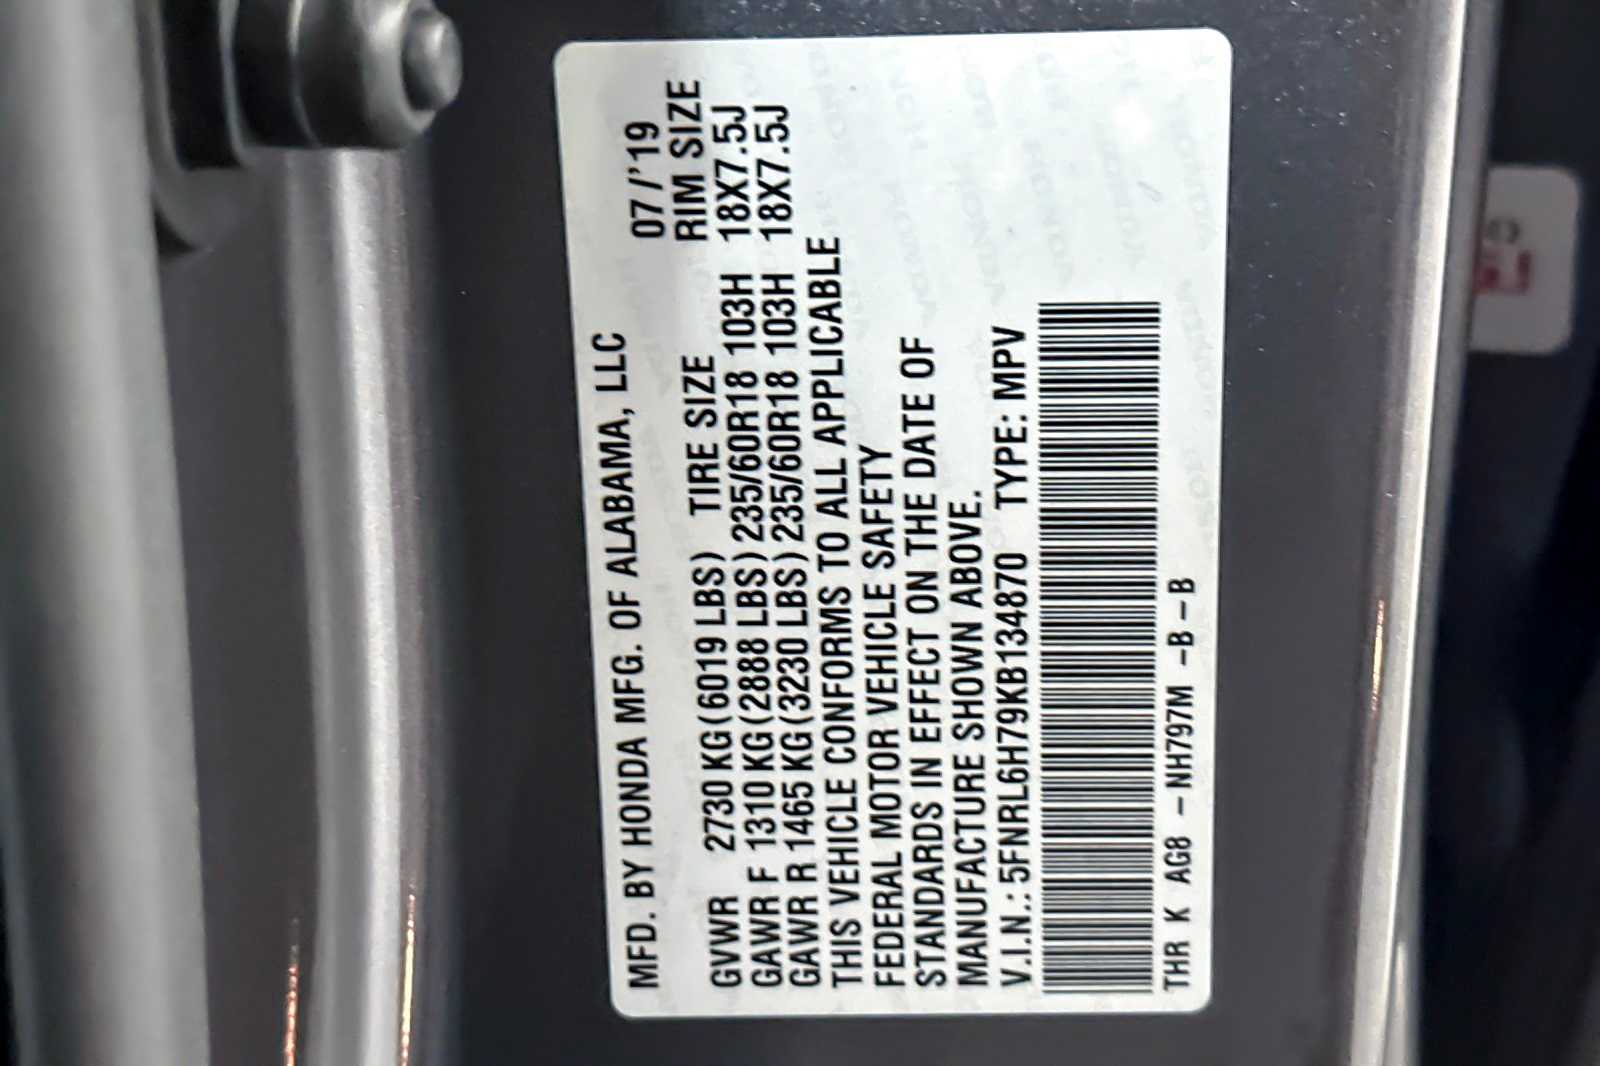 MFD. BY HONDA MFG. OF ALABAMA, LLC 07/'19
GVWR 2730 KG(6019 LBS) TIRE SIZE RIM SIZE
GAWR F 1310 KG(2888 LBS) 235/60R18 103H 18X7.5J
GAWR R 1465 KG(3230 LBS) 235/60R18 103H 18X7.5J
THIS VEHICLE CONFORMS TO ALL APPLICABLE
FEDERAL MOTOR VEHICLE SAFETY
STANDARDS IN EFFECT ON THE DATE OF
MANUFACTURE SHOWN ABOVE.
V.I.N.: 5FNRL6H79KB134870 TYPE: MPV
THR K AG8 -NH797M -B-B